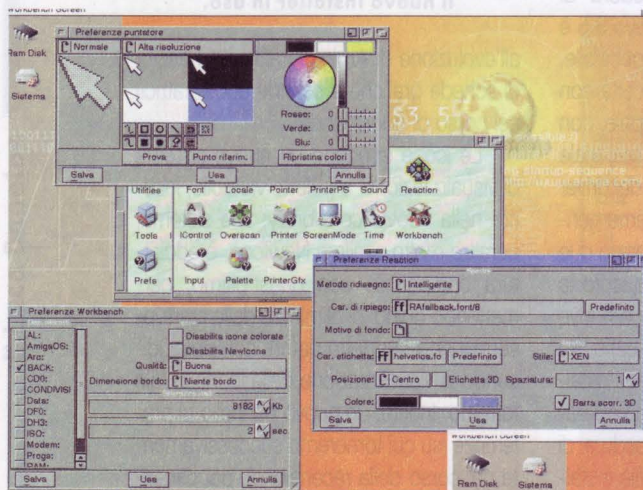 Il nuovo Installer in uso.
Workbench Screen
Ram Disk
Sistema
Preferenze puntatore
Normale
Alta risoluzione
Rosso: 0
Verde: 0
Blu: 0
Prova
Punto riferim.
Ripristina colori
Salva
Usa
Annulla
Utilities
Font
Locale
Pointer
PrinterPS
Sound
Reaction
Tools
IControl
Overscan
Printer
ScreenMode
Time
Workbench
Prefs
Input
Palette
PrinterGfx
Preferenze Reaction
Metodo ridisegno: Intelligente
Car. di ripiego: RAfallback.font/8
Predefinito
Motivo di fondo:
Car. etichetta: helvetica.fo
Predefinito
Stile: XEN
Posizione: Centro
Etichetta 3D
Spaziatura: 1
Colore:
Barra scorr. 3D
Salva
Usa
Annulla
Preferenze Workbench
AL:
AmigaOS:
Arc:
BACK:
CD0:
CONDIVISI
Data:
DF0:
DH3:
ISO:
Modem:
Progs:
RAM:
Disabilita icone colorate
Disabilita NewIcons
Qualità: Buona
Dimensione bordo: Niente bordo
8192 Kb
2 sec
Salva
Usa
Annulla
Workbench Screen
Ram Disk
Sistema